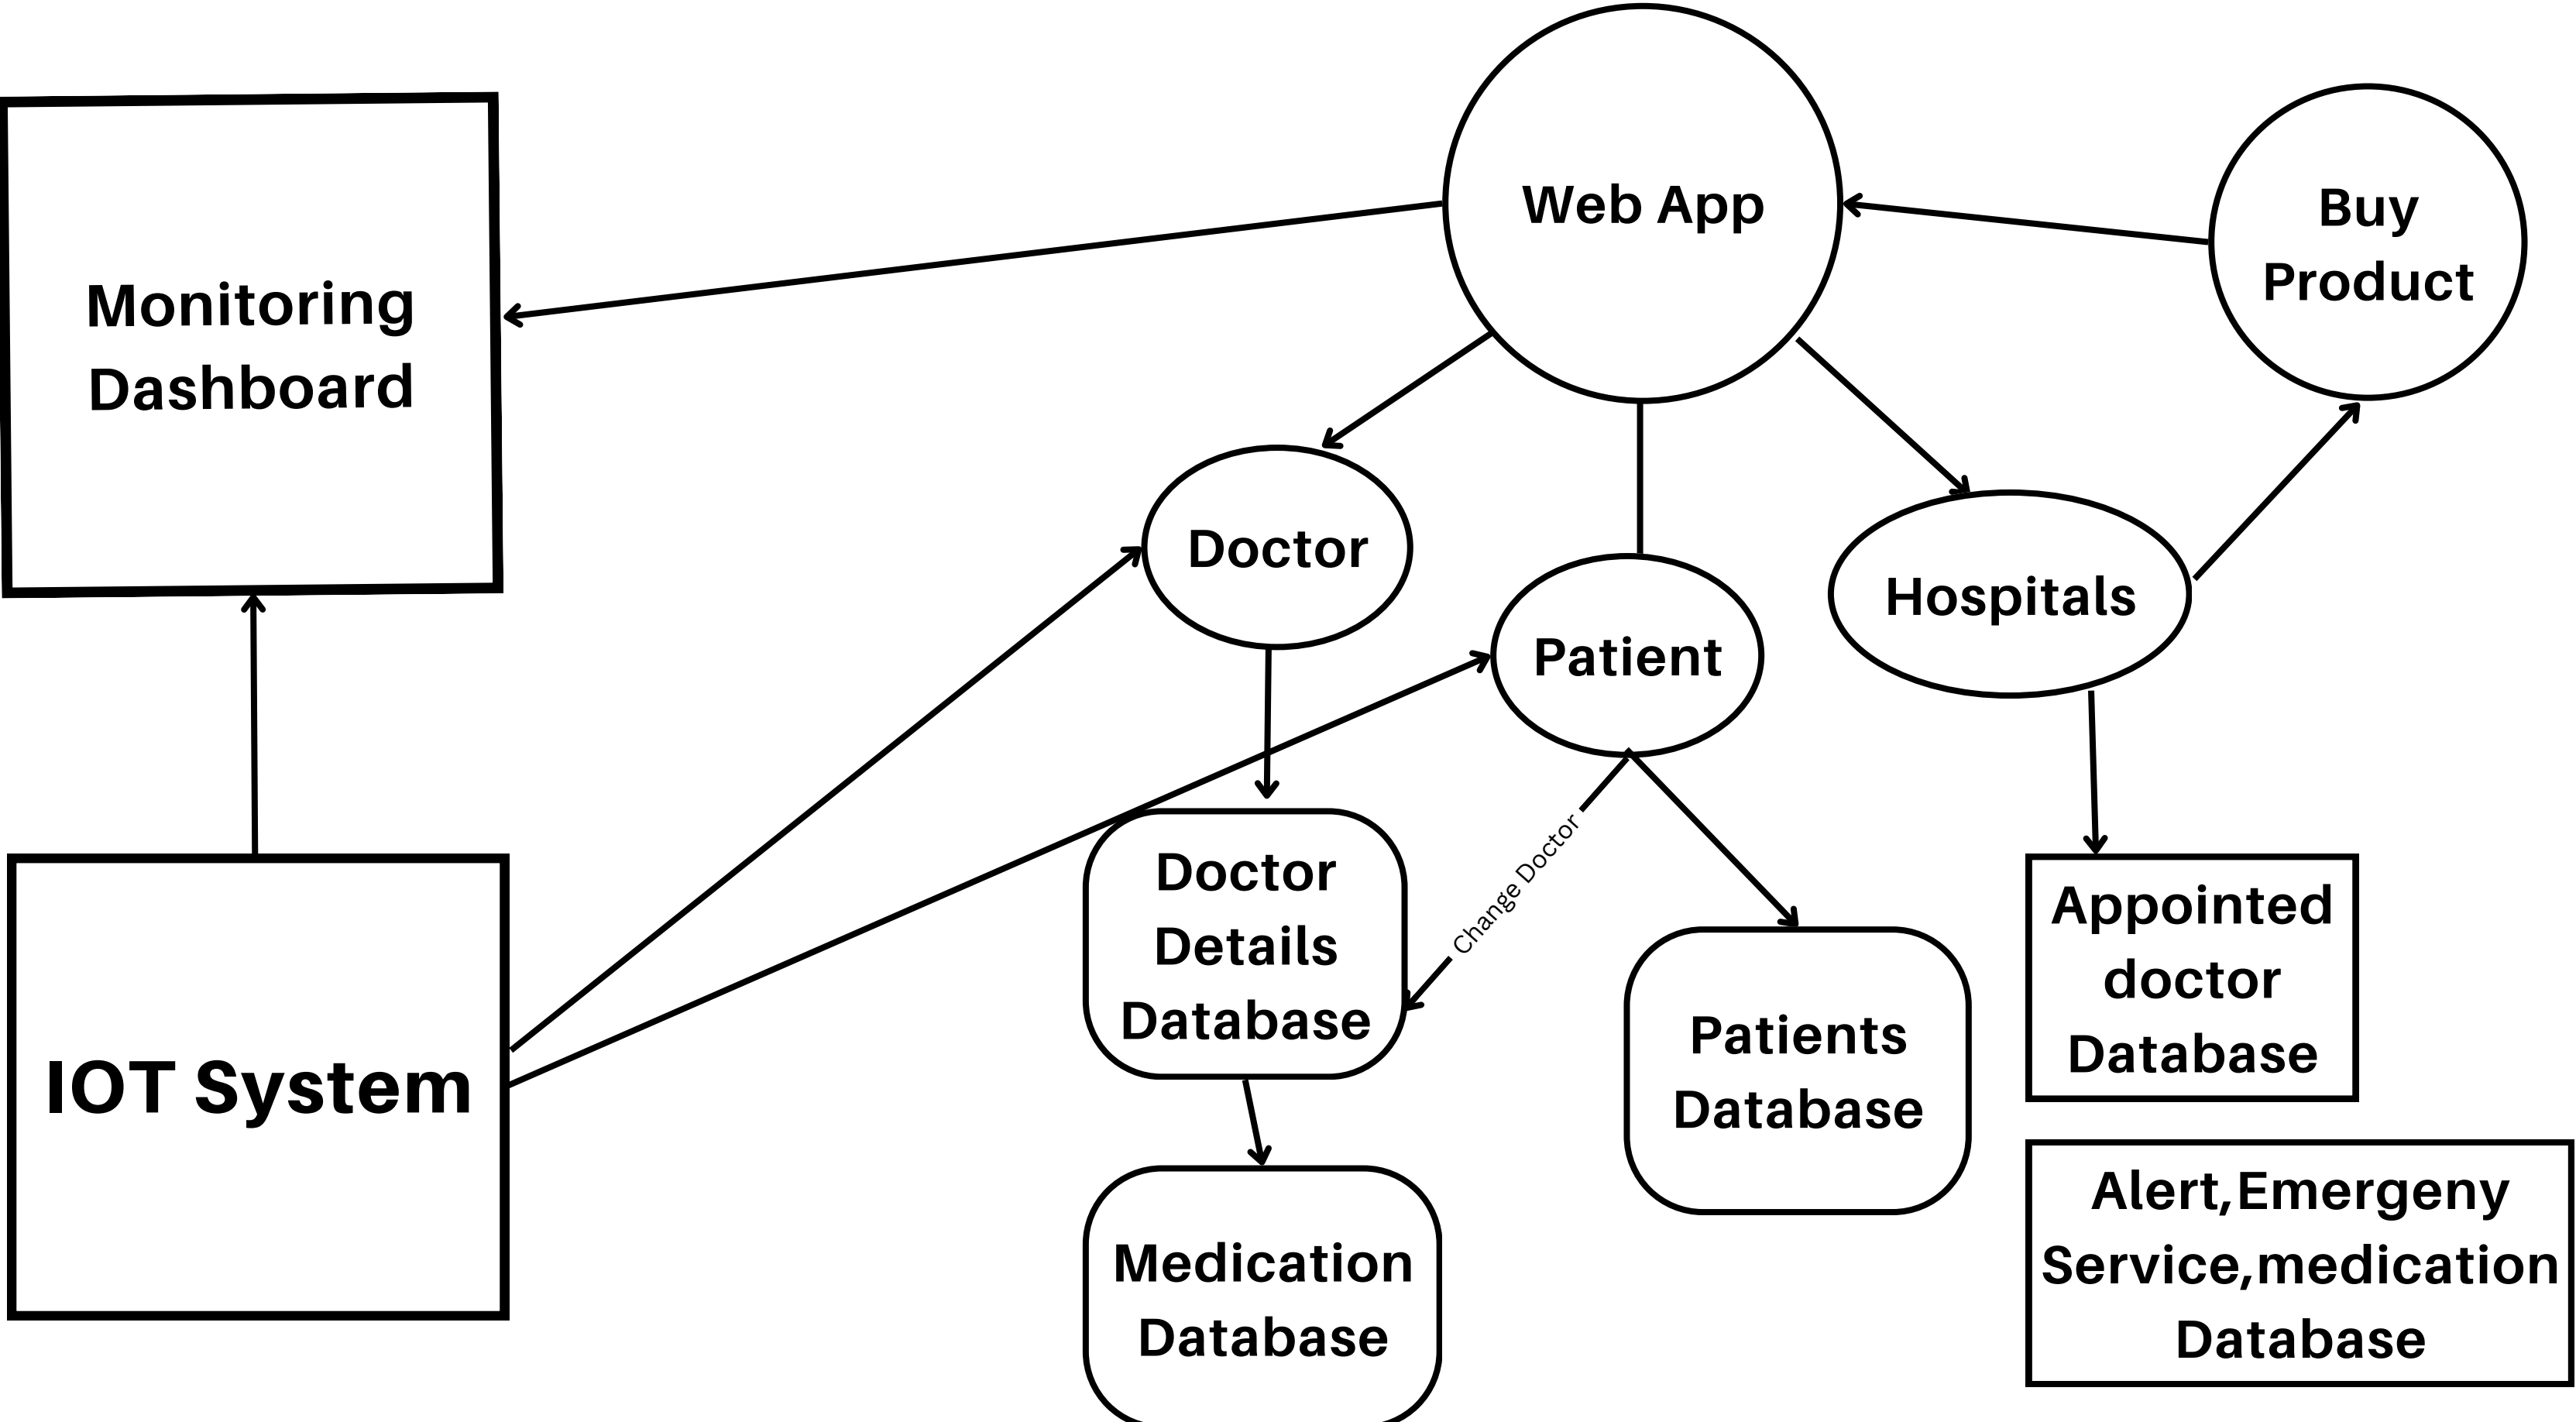 Web App
Buy
Product
Monitoring
Dashboard
Doctor
Hospitals
Patient
Change Doctor
Doctor
Details
Database
Appointed
doctor
Database
IOT System
Patients
Database
Alert,Emergeny
Service,medication
Database
Medication
Database